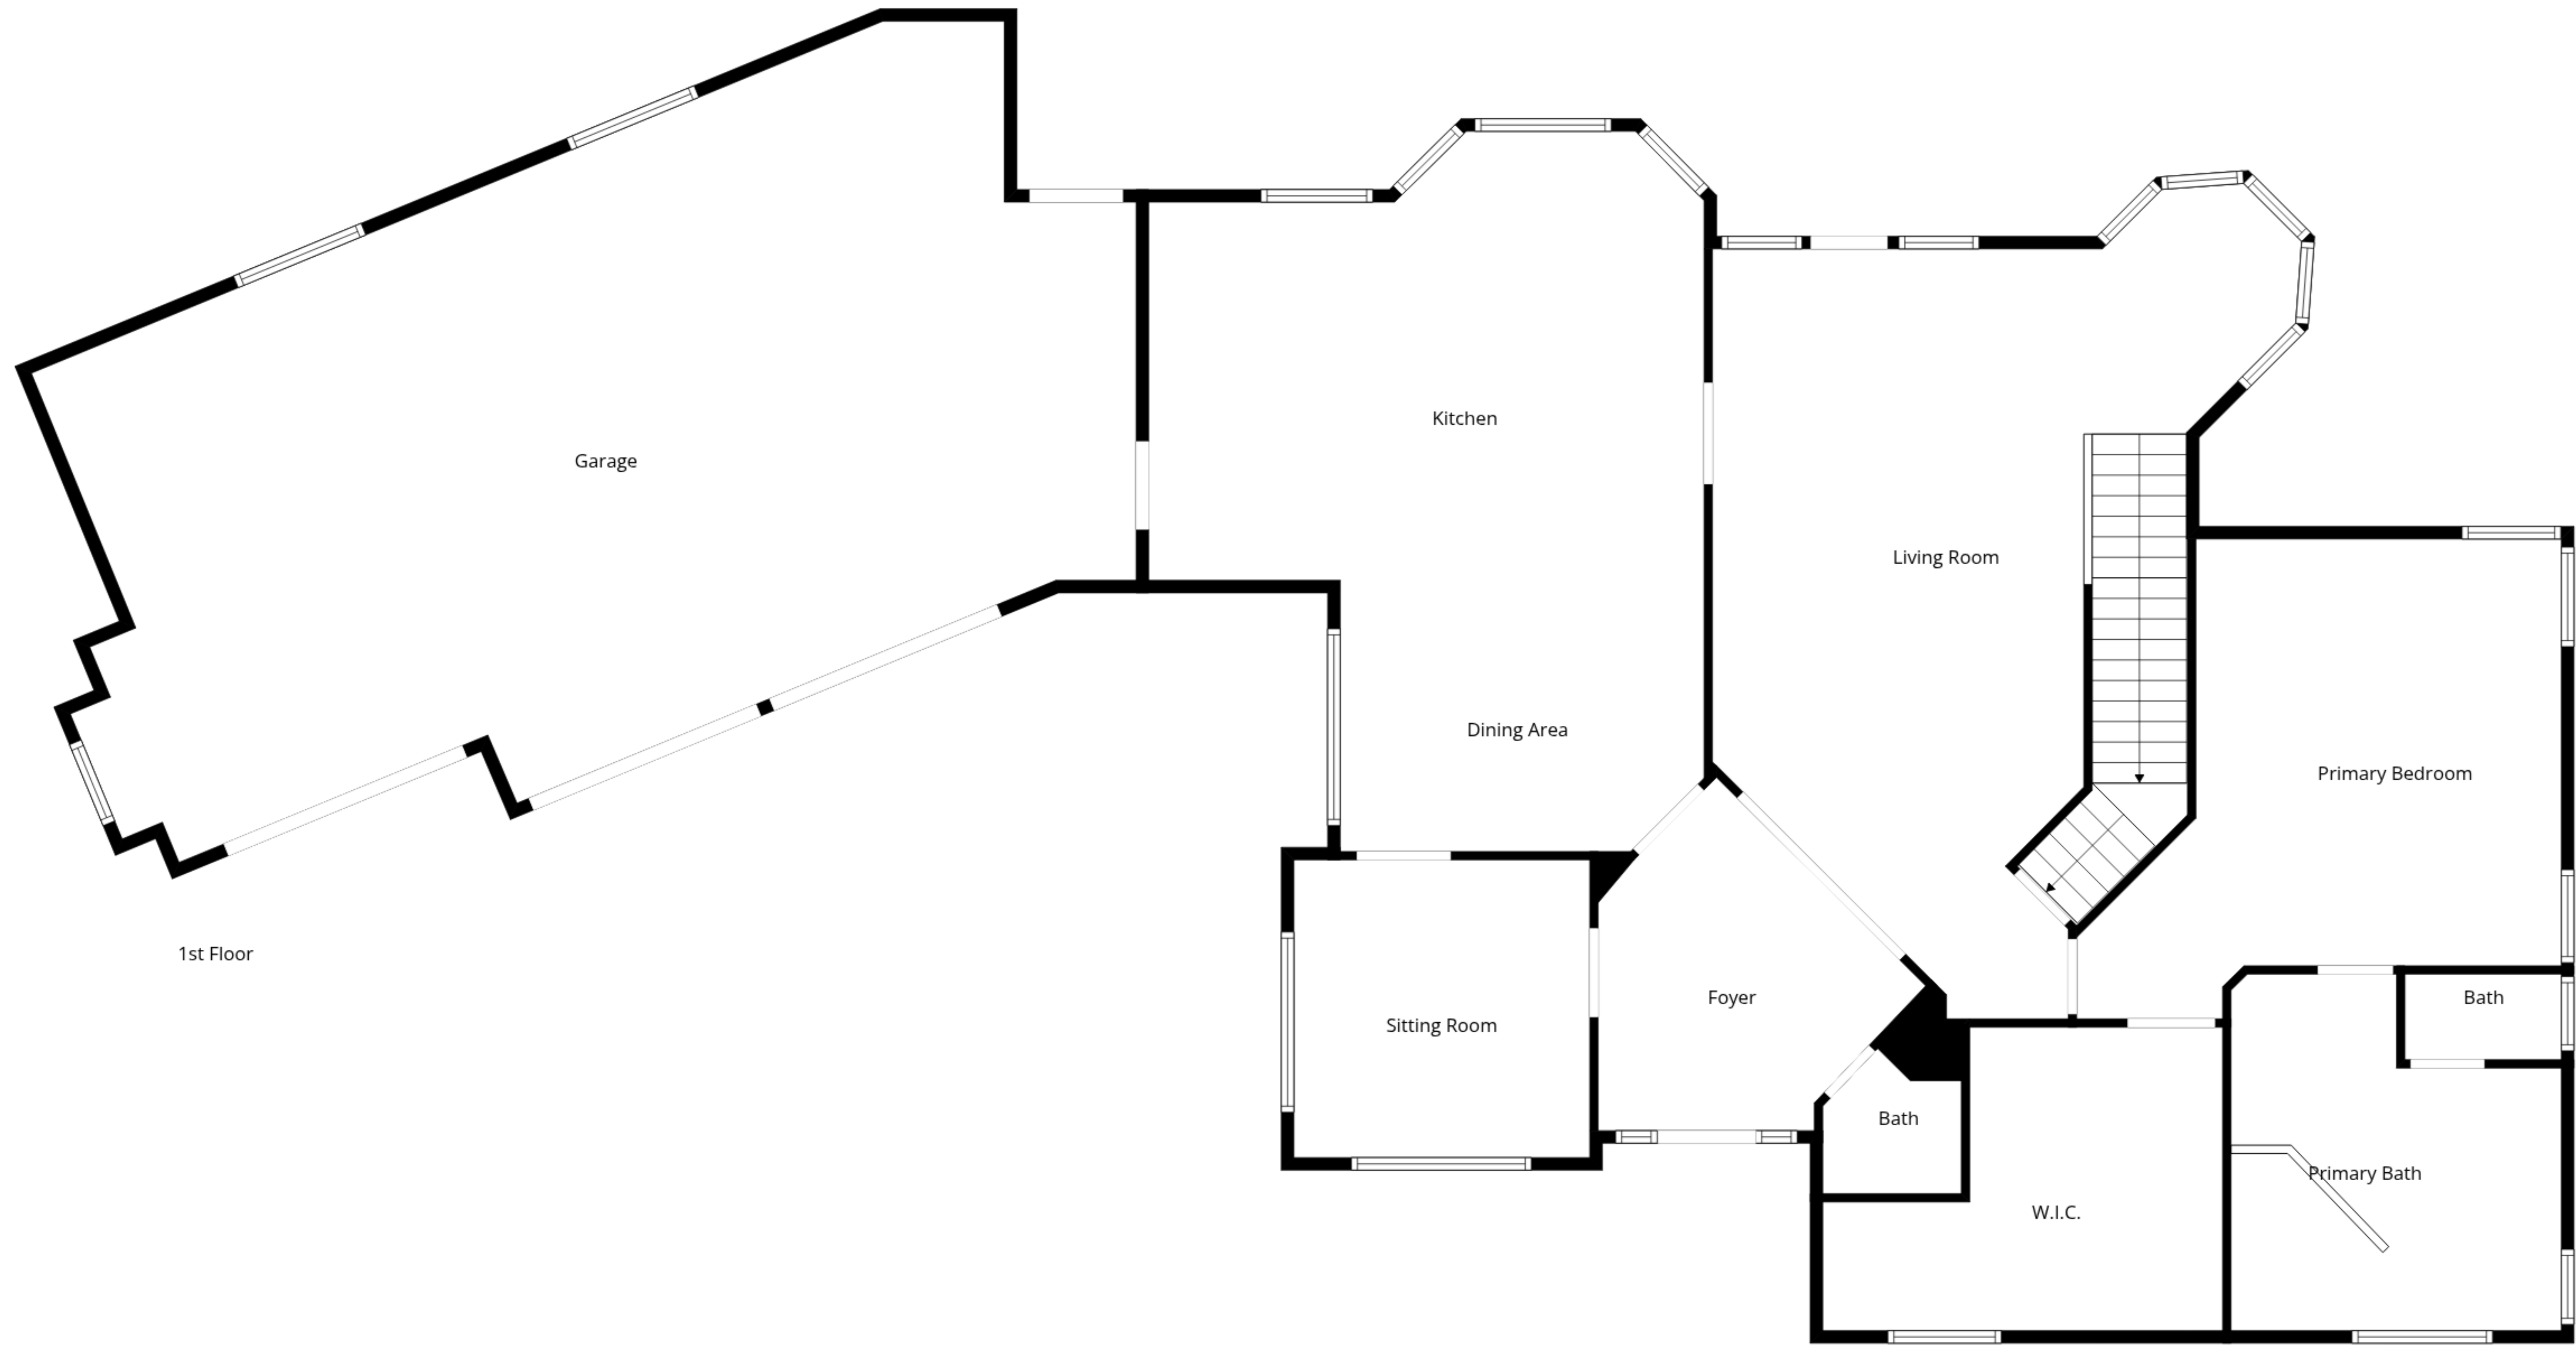 Kitchen
Garage
Living Room
Dining Area
Primary Bedroom
1st Floor
Foyer
Bath
Sitting Room
Bath
Primary Bath
W.I.C.